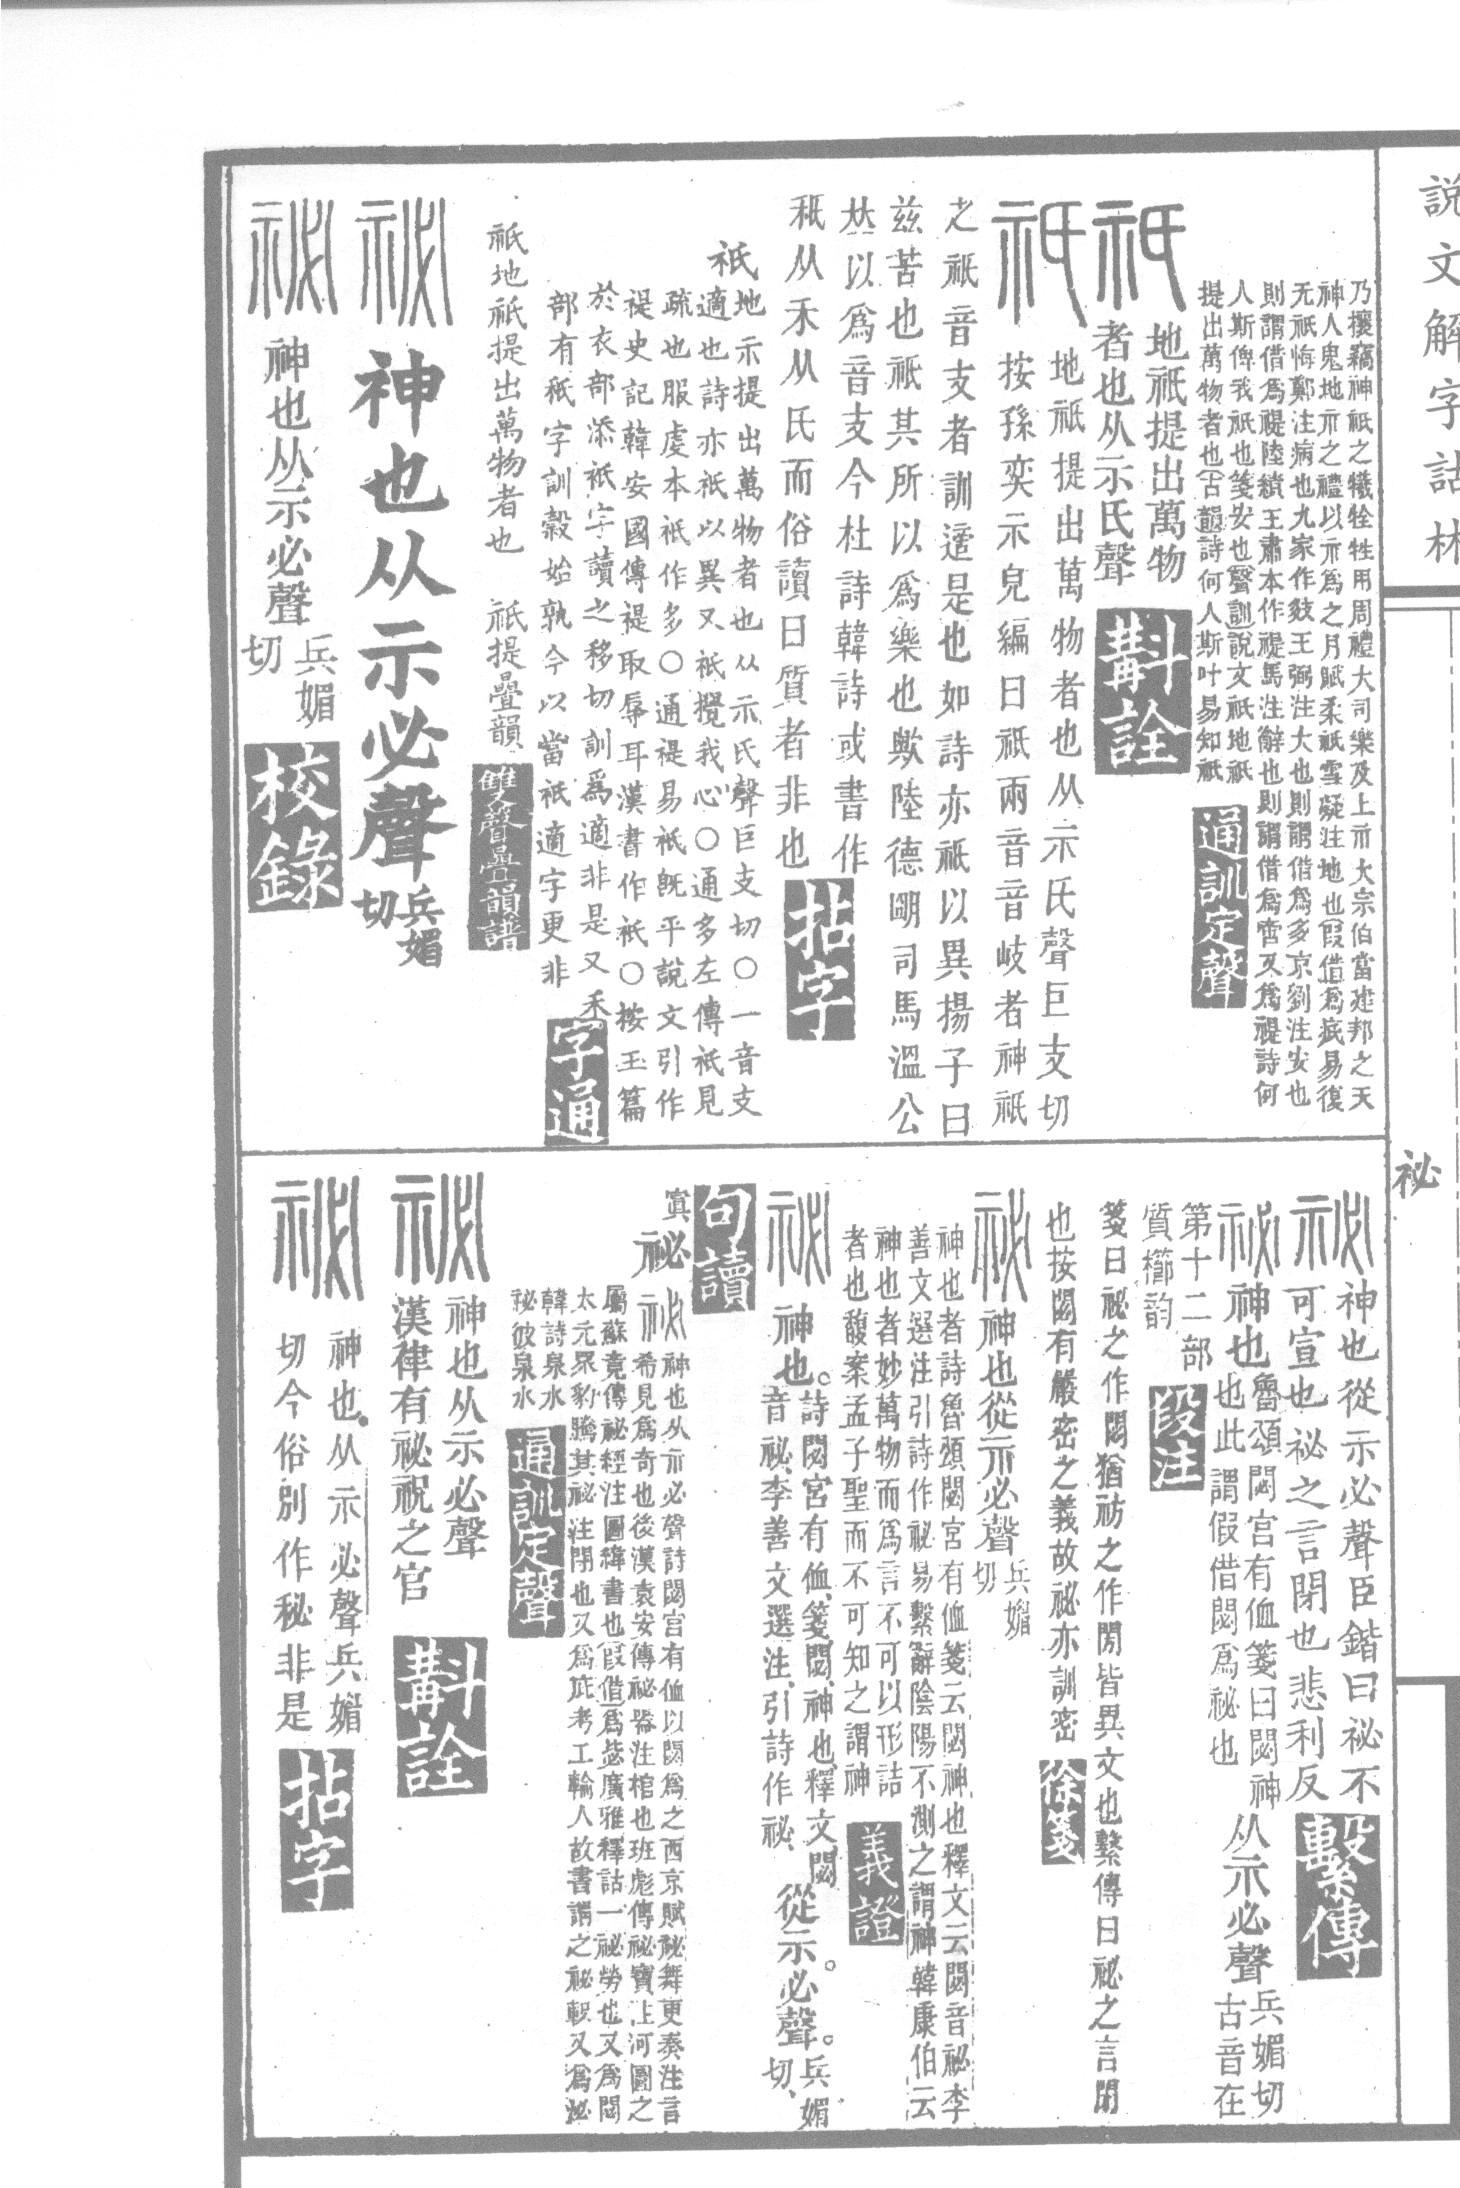 說文解字詁林
祕
乃攘竊神祇之犧牷牲用周禮大司樂及上示大宗伯當建邦之天
神人鬼地示之禮以示爲之月賦柔祇雪凝注地也叚借爲疧易復
无祇悔鄭注病也九家作㩻王弼注大也則謂借爲多京劉注安也
則謂借爲禔陸績王肅本作禔馬注辭也則謂借爲啻又爲禔詩何
人斯俾我祇也箋安也聲訓說文祇地祇
提出萬物者也古韻詩何人斯叶易知祇
通訓定聲
祇 地祇提出萬物
者也从示氏聲
斠詮
祇 地祇提出萬物者也从示氏聲巨支切
按孫奕示兒編曰祇兩音音岐者神祇
之祇音支者訓適是也如詩亦祇以異揚子曰
兹苦也祇其所以爲樂也歟陸德明司馬溫公
𠀤以爲音支今杜詩韓詩或書作
秖从禾从氏而俗讀曰質者非也
拈字
祇
地示提出萬物者也从示氏聲巨支切○一音支
適也詩亦祇以異又祇攪我心○通多左傳祇見
疏也服虔本祇作多○通禔易祇旣平說文引作
禔史記韓安國傳禔取辱耳漢書作祇○按玉篇
於衣部添衹字讀之移切訓爲適非是又禾
部有秖字訓穀始孰今以當祇適字更非
字通
祇地祇提出萬物者也 祇提疊韻
雙聲疊韻譜
祕 神也从示必聲 兵媚
切
祕 神也从示必聲 兵媚
切
校錄
祕 神也從示必聲臣鍇曰祕不
可宣也祕之言閉也悲利反
繫傳
祕 神也 魯頌閟宫有侐箋曰閟神
也此謂假借閟爲祕也 从示必聲 兵媚切
古音在
第十二部
質櫛韵
段注
箋曰祕之作閟猶祊之作閍皆異文也繫傳曰祕之言閉
也按閟有嚴密之義故祕亦訓密
徐箋
祕 神也從示必聲 兵媚
切
神也者詩魯頌閟宫有侐箋云閟神也釋文云閟音祕李
善文選注引詩作祕易繫辭陰陽不測之謂神韓康伯云
神也者妙萬物而爲言不可以形詰
者也馥案孟子聖而不可知之謂神
義證
祕 神也。 詩閟宮有侐、箋、閟、神也、釋文、閟
音祕、李善文選注、引詩作祕、 從示。必聲。 兵媚
切、
句讀
寘
祕 祕 神也从示必聲詩閟宫有侐以閟爲之西京賦祕舞更奏注言
希見爲奇也後漢袁安傳祕器注棺也班彪傳祕寶上河圖之
屬蘇竟傳祕經注圖緯書也叚借爲毖廣雅釋詁一祕勞也又爲閟
太元衆豹騰其祕注閉也又爲庇考工輪人故書謂之祕軹又爲泌
韓詩泉水
祕彼泉水
通訓定聲
祕 神也从示必聲
漢律有祕祝之官
斠詮
祕 神也。从示必聲兵媚
切今俗別作秘非是
拈字